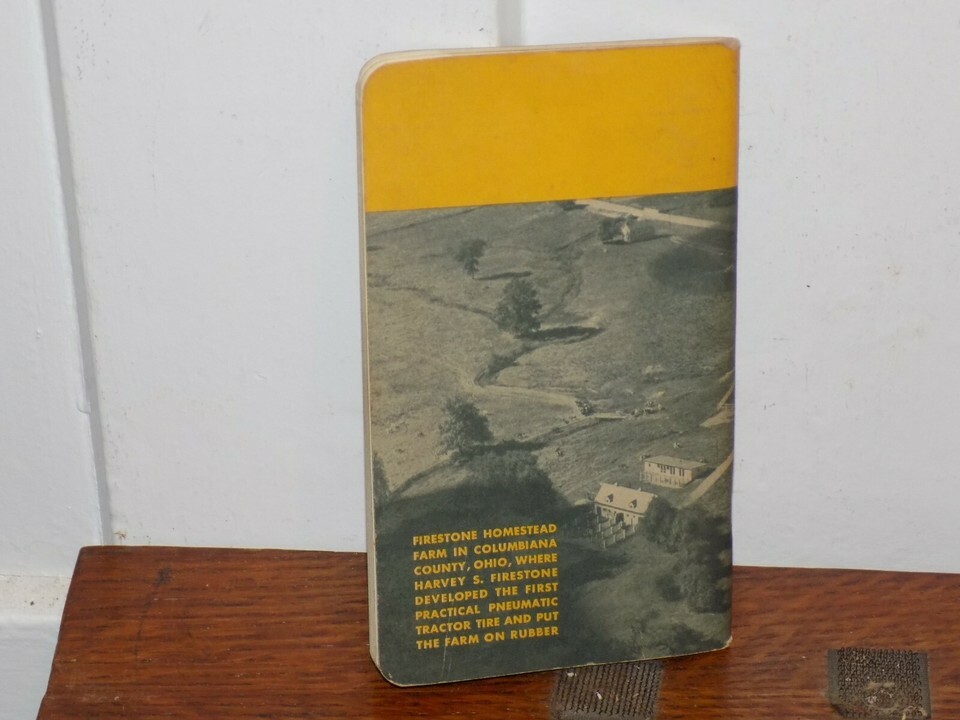 FIRESTONE HOMESTEAD
FARM IN COLUMBIANA
COUNTY, OHIO, WHERE
HARVEY S. FIRESTONE
DEVELOPED THE FIRST
PRACTICAL PNEUMATIC
TRACTOR TIRE AND PUT
THE FARM ON RUBBER